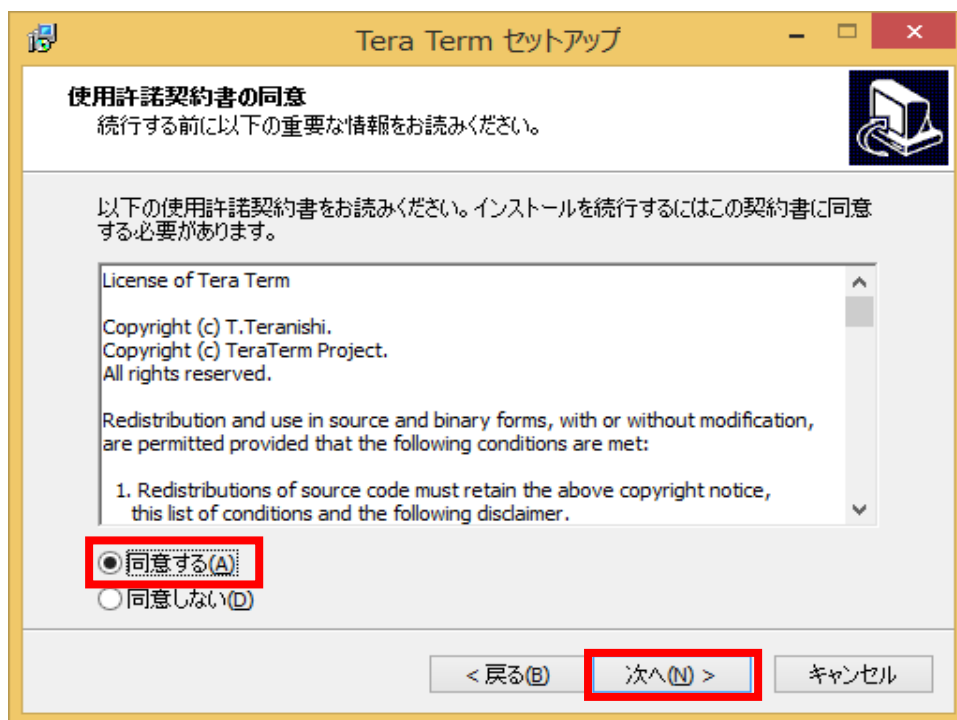 Tera Term セットアップ
使用許諾契約書の同意
続行する前に以下の重要な情報をお読みください。
以下の使用許諾契約書をお読みください。インストールを続行するにはこの契約書に同意
する必要があります。
License of Tera Term
Copyright (c) T.Teranishi.
Copyright (c) TeraTerm Project.
All rights reserved.
Redistribution and use in source and binary forms, with or without modification,
are permitted provided that the following conditions are met:
1. Redistributions of source code must retain the above copyright notice,
this list of conditions and the following disclaimer.
同意する(A)
同意しない(D)
< 戻る(B)
次へ(N) >
キャンセル